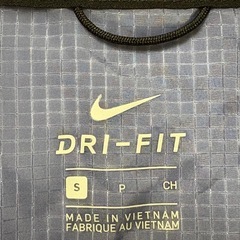 DRI-FIT
S P CH
MADE IN VIETNAM
FABRIQUE AU VIETNAM